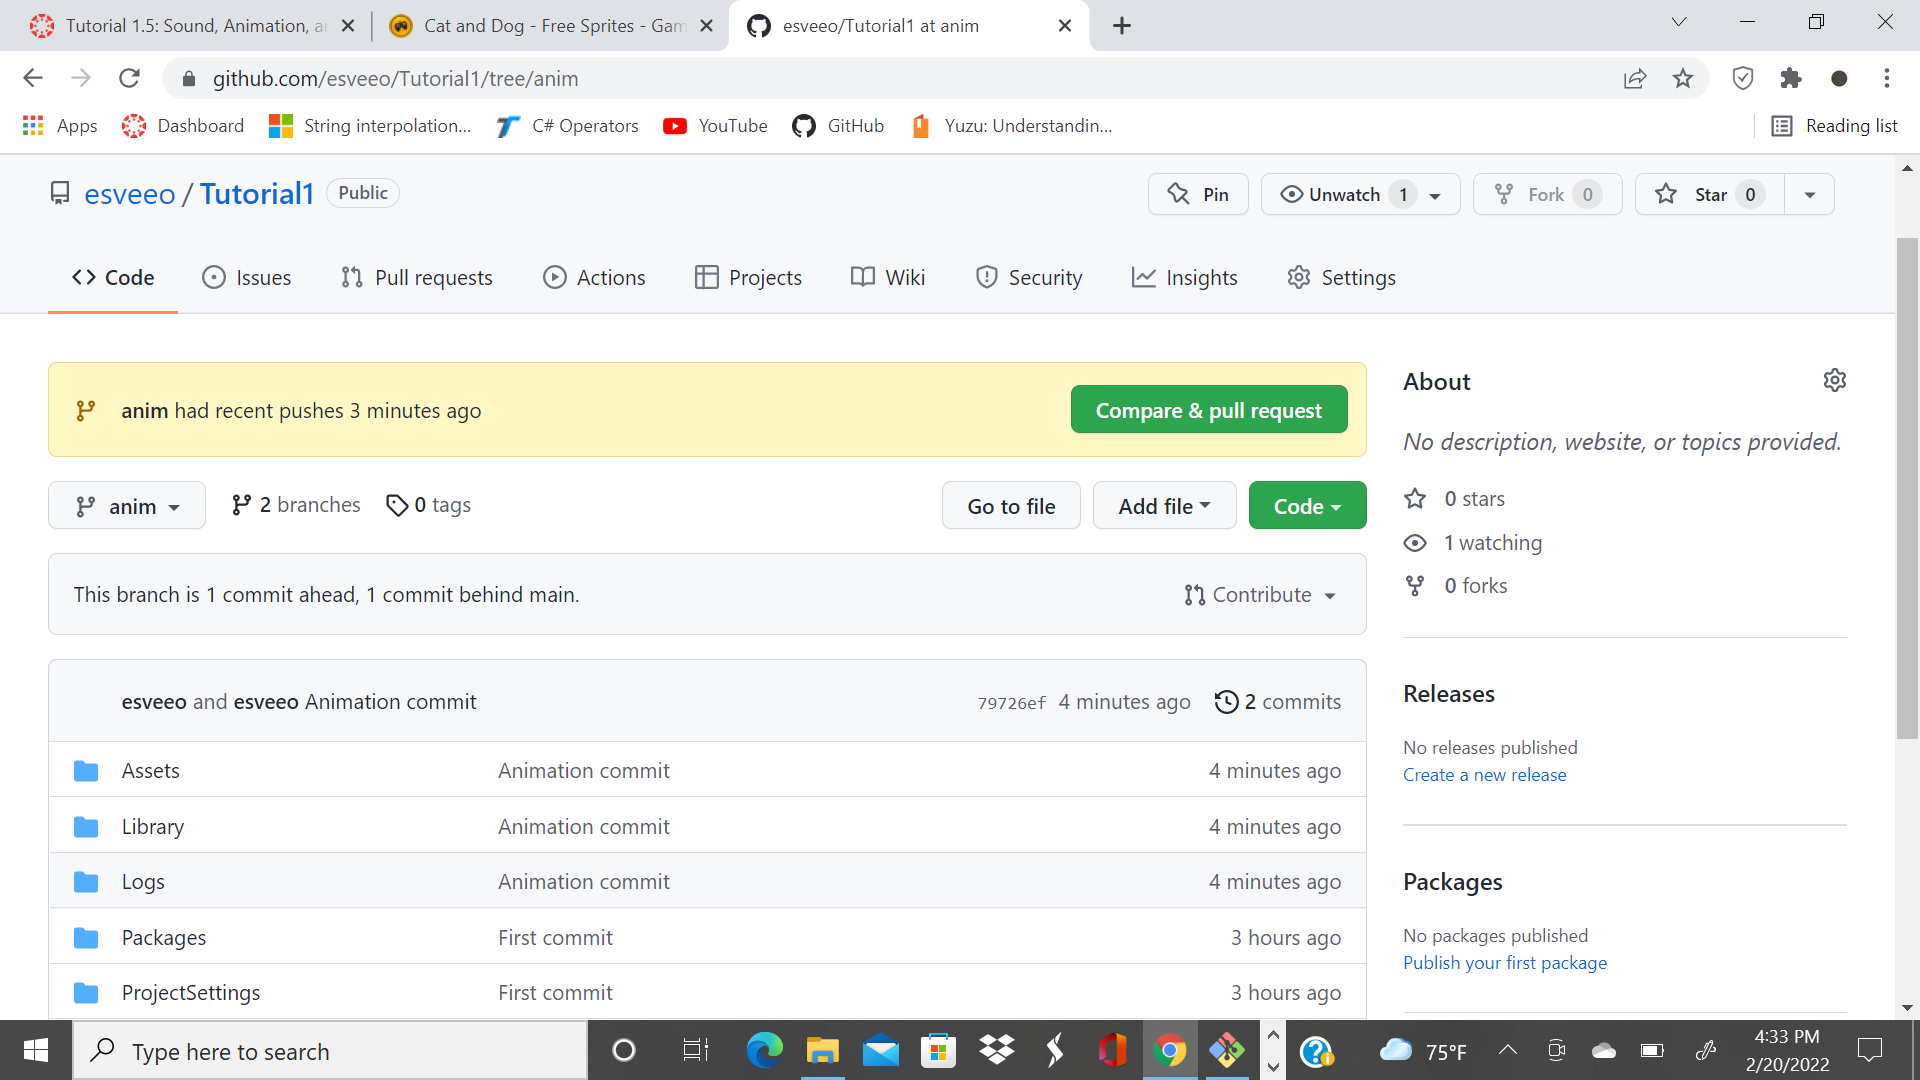 Tutorial 1.5: Sound, Animation, a
Cat and Dog - Free Sprites - Gam
esveeo/Tutorial1 at anim
github.com/esveeo/Tutorial1/tree/anim
Apps
Dashboard
String interpolation...
C# Operators
YouTube
GitHub
Yuzu: Understandin...
Reading list
esveeo / Tutorial1 Public
Pin
Unwatch 1
Fork 0
Star 0
Code
Issues
Pull requests
Actions
Projects
Wiki
Security
Insights
Settings
anim had recent pushes 3 minutes ago
Compare & pull request
anim
2 branches
0 tags
Go to file
Add file
Code
This branch is 1 commit ahead, 1 commit behind main.
Contribute
esveeo and esveeo Animation commit
79726ef 4 minutes ago
2 commits
Assets Animation commit 4 minutes ago
Library Animation commit 4 minutes ago
Logs Animation commit 4 minutes ago
Packages First commit 3 hours ago
ProjectSettings First commit 3 hours ago
About
No description, website, or topics provided.
0 stars
1 watching
0 forks
Releases
No releases published
Create a new release
Packages
No packages published
Publish your first package
Type here to search
75°F
4:33 PM
2/20/2022